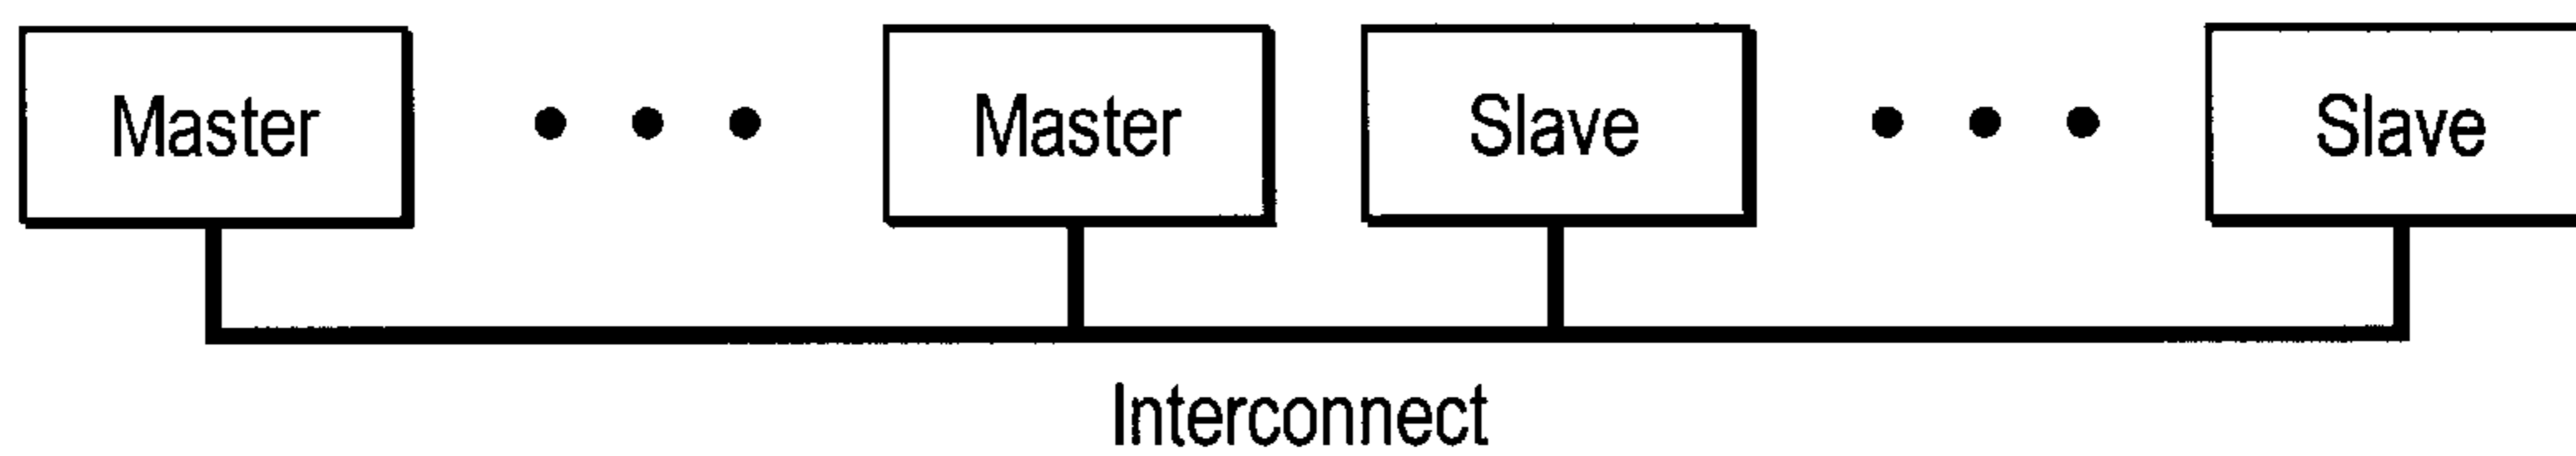 Master • • • Master Slave • • • Slave
Interconnect